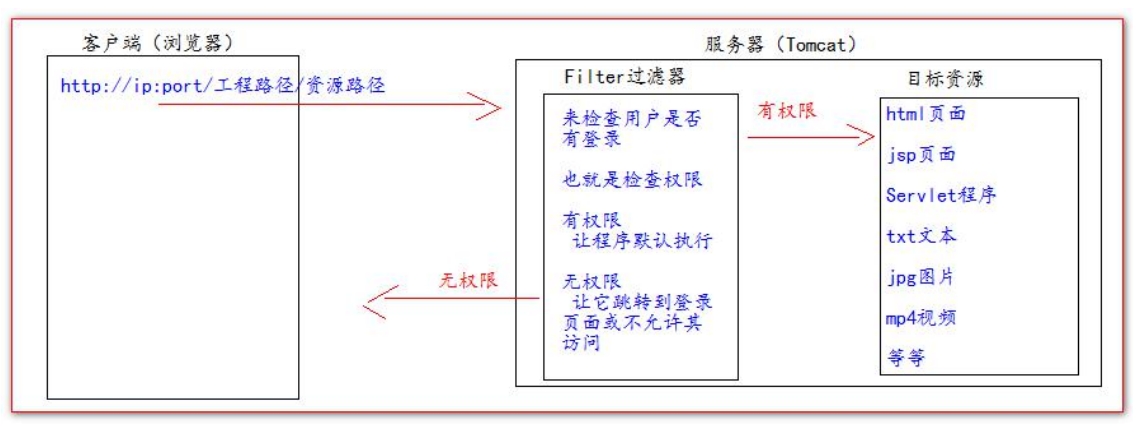 客户端（浏览器）
http://ip:port/工程路径/资源路径
无权限
服务器（Tomcat）
Filter过滤器
未检查用户是否
有登录
也就是检查权限
有权限
让程序默认执行
无权限
让它跳转到登录
页面或不允许其
访问
有权限
目标资源
html页面
jsp页面
Servlet程序
txt文本
jpg图片
mp4视频
等等